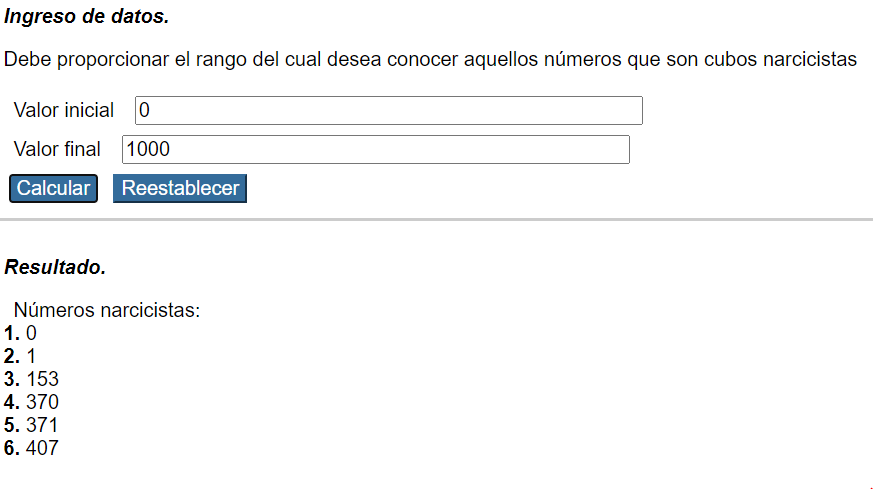 Ingreso de datos.
Debe proporcionar el rango del cual desea conocer aquellos números que son cubos narcicistas
Valor inicial 0
Valor final 1000
Calcular Reestablecer
Resultado.
Números narcicistas:
1. 0
2. 1
3. 153
4. 370
5. 371
6. 407